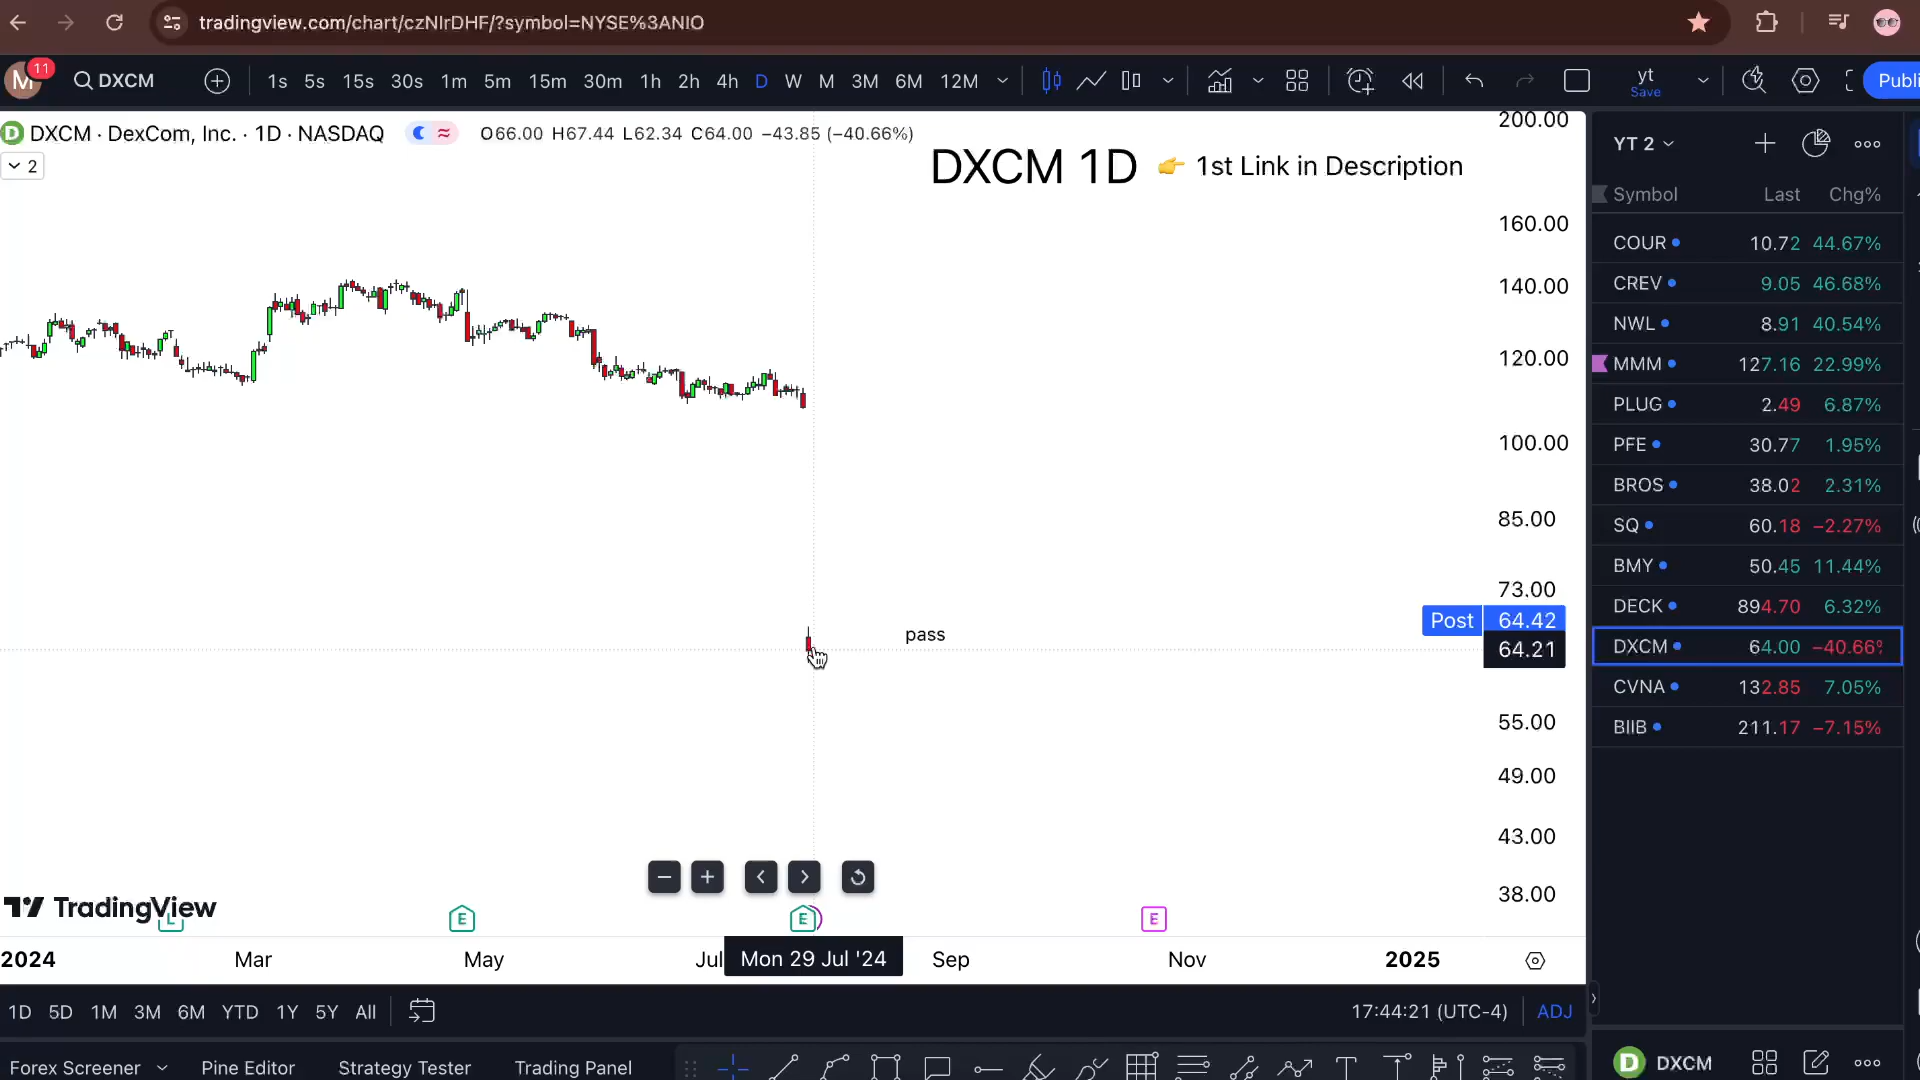 tradingview.com/chart/czNIrDHF/?symbol=NYSE%3ANIO
M 11 DXCM 1s 5s 15s 30s 1m 5m 15m 30m 1h 2h 4h D W M 3M 6M 12M yt Save Publi
D DXCM · DexCom, Inc. · 1D · NASDAQ O66.00 H67.44 L62.34 C64.00 −43.85 (−40.66%)
2
DXCM 1D 👉 1st Link in Description
200.00
160.00
140.00
120.00
100.00
85.00
73.00
Post 64.42
64.21
55.00
49.00
43.00
38.00
pass
TradingView
L E E E
2024 Mar May Jul Mon 29 Jul '24 Sep Nov 2025
1D 5D 1M 3M 6M YTD 1Y 5Y All 17:44:21 (UTC-4) ADJ
Forex Screener Pine Editor Strategy Tester Trading Panel
YT 2
Symbol Last Chg%
COUR 10.72 44.67%
CREV 9.05 46.68%
NWL 8.91 40.54%
MMM 127.16 22.99%
PLUG 2.49 6.87%
PFE 30.77 1.95%
BROS 38.02 2.31%
SQ 60.18 −2.27%
BMY 50.45 11.44%
DECK 894.70 6.32%
DXCM 64.00 −40.66%
CVNA 132.85 7.05%
BIIB 211.17 −7.15%
D DXCM